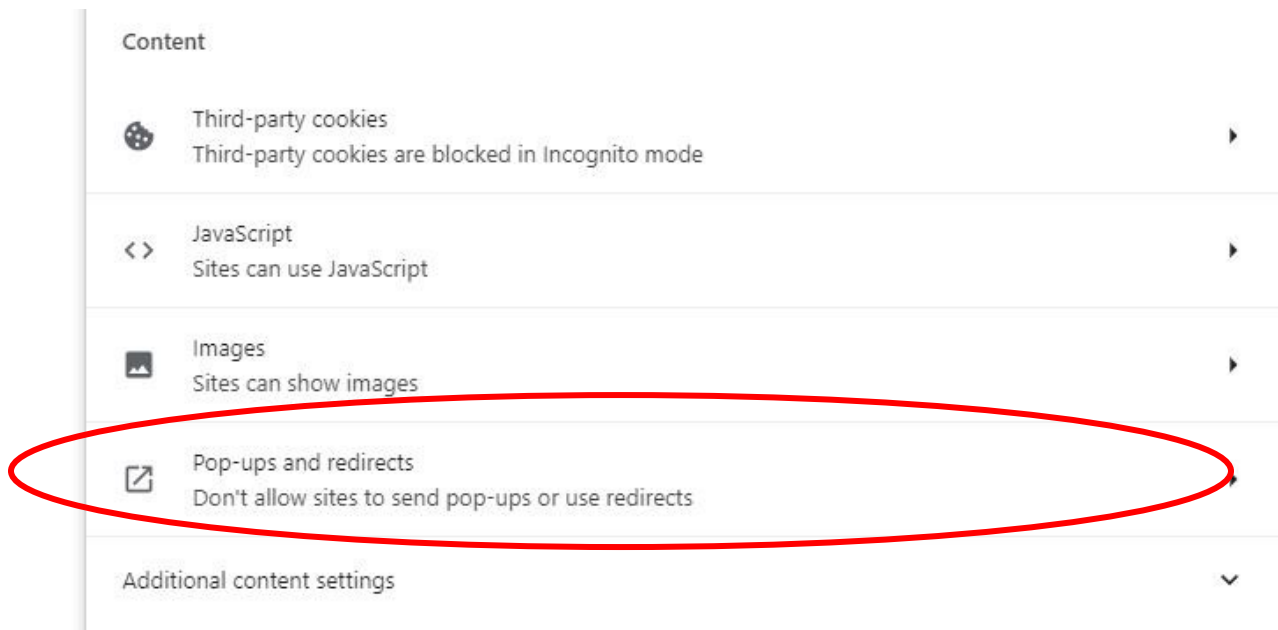 Content
Third-party cookies
Third-party cookies are blocked in Incognito mode
JavaScript
Sites can use JavaScript
Images
Sites can show images
Pop-ups and redirects
Don't allow sites to send pop-ups or use redirects
Additional content settings